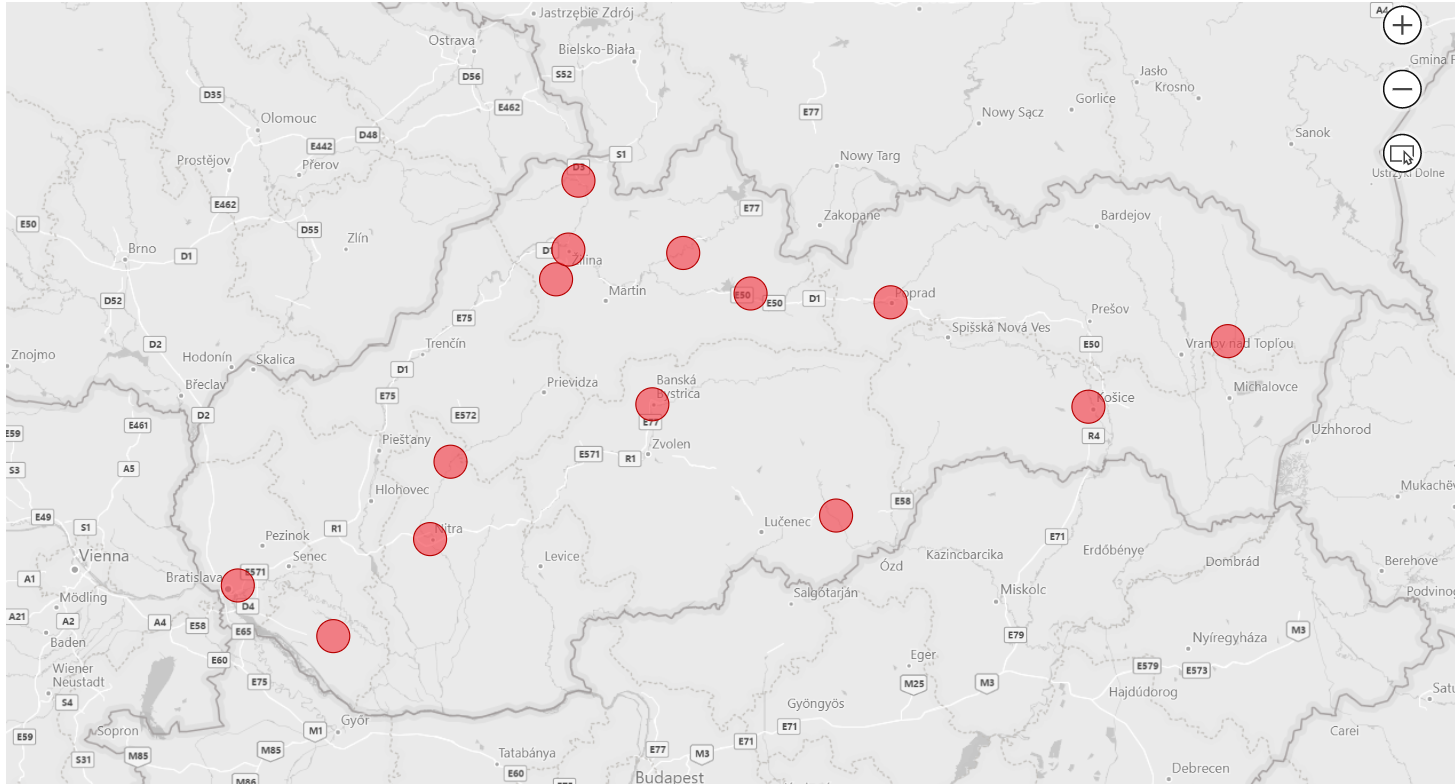 Jastrzębie Zdrój
A4
Ostrava
Bielsko-Biała
Gmina
D56
S52
Jasło
Krosno
D35
E462
E77
Gorlice
Nowy Sącz
Olomouc
D48
Sanok
E442
S1
Prostějov
Přerov
Nowy Targ
Ustrzyki Dolne
D3
E462
E77
Zakopane
Bardejov
E50
D55
Zlín
Brno
D1
D1
Žilina
Martin
E50
E50
D1
Poprad
D52
E75
Prešov
Spišská Nová Ves
D2
Trenčín
E50
Vranov nad Topľou
Znojmo
Hodonín
Skalica
D1
Břeclav
Prievidza
Banská
Bystrica
Michalovce
E75
Košice
D2
E572
E77
E461
Uzhhorod
E59
Piešťany
Zvolen
R4
E571
R1
S3
A5
Hlohovec
E58
E49
S1
R1
Nitra
Lučenec
Pezinok
E71
Vienna
Senec
Levice
Kazincbarcika
Erdőbénye
Dombrád
Berehove
A1
Bratislava
E571
Ózd
Mödling
D4
Salgótarján
Miskolc
A21
A2
A4
E58
E65
E79
M3
Baden
Nyíregyháza
Wiener
Neustadt
E60
Eger
E579
E573
E75
M25
M3
Hajdúdorog
S4
Gyöngyös
Győr
Sopron
M1
E71
Carei
E59
E71
M85
M85
S31
Tatabánya
E77
M3
E60
Debrecen
M86
Budapest